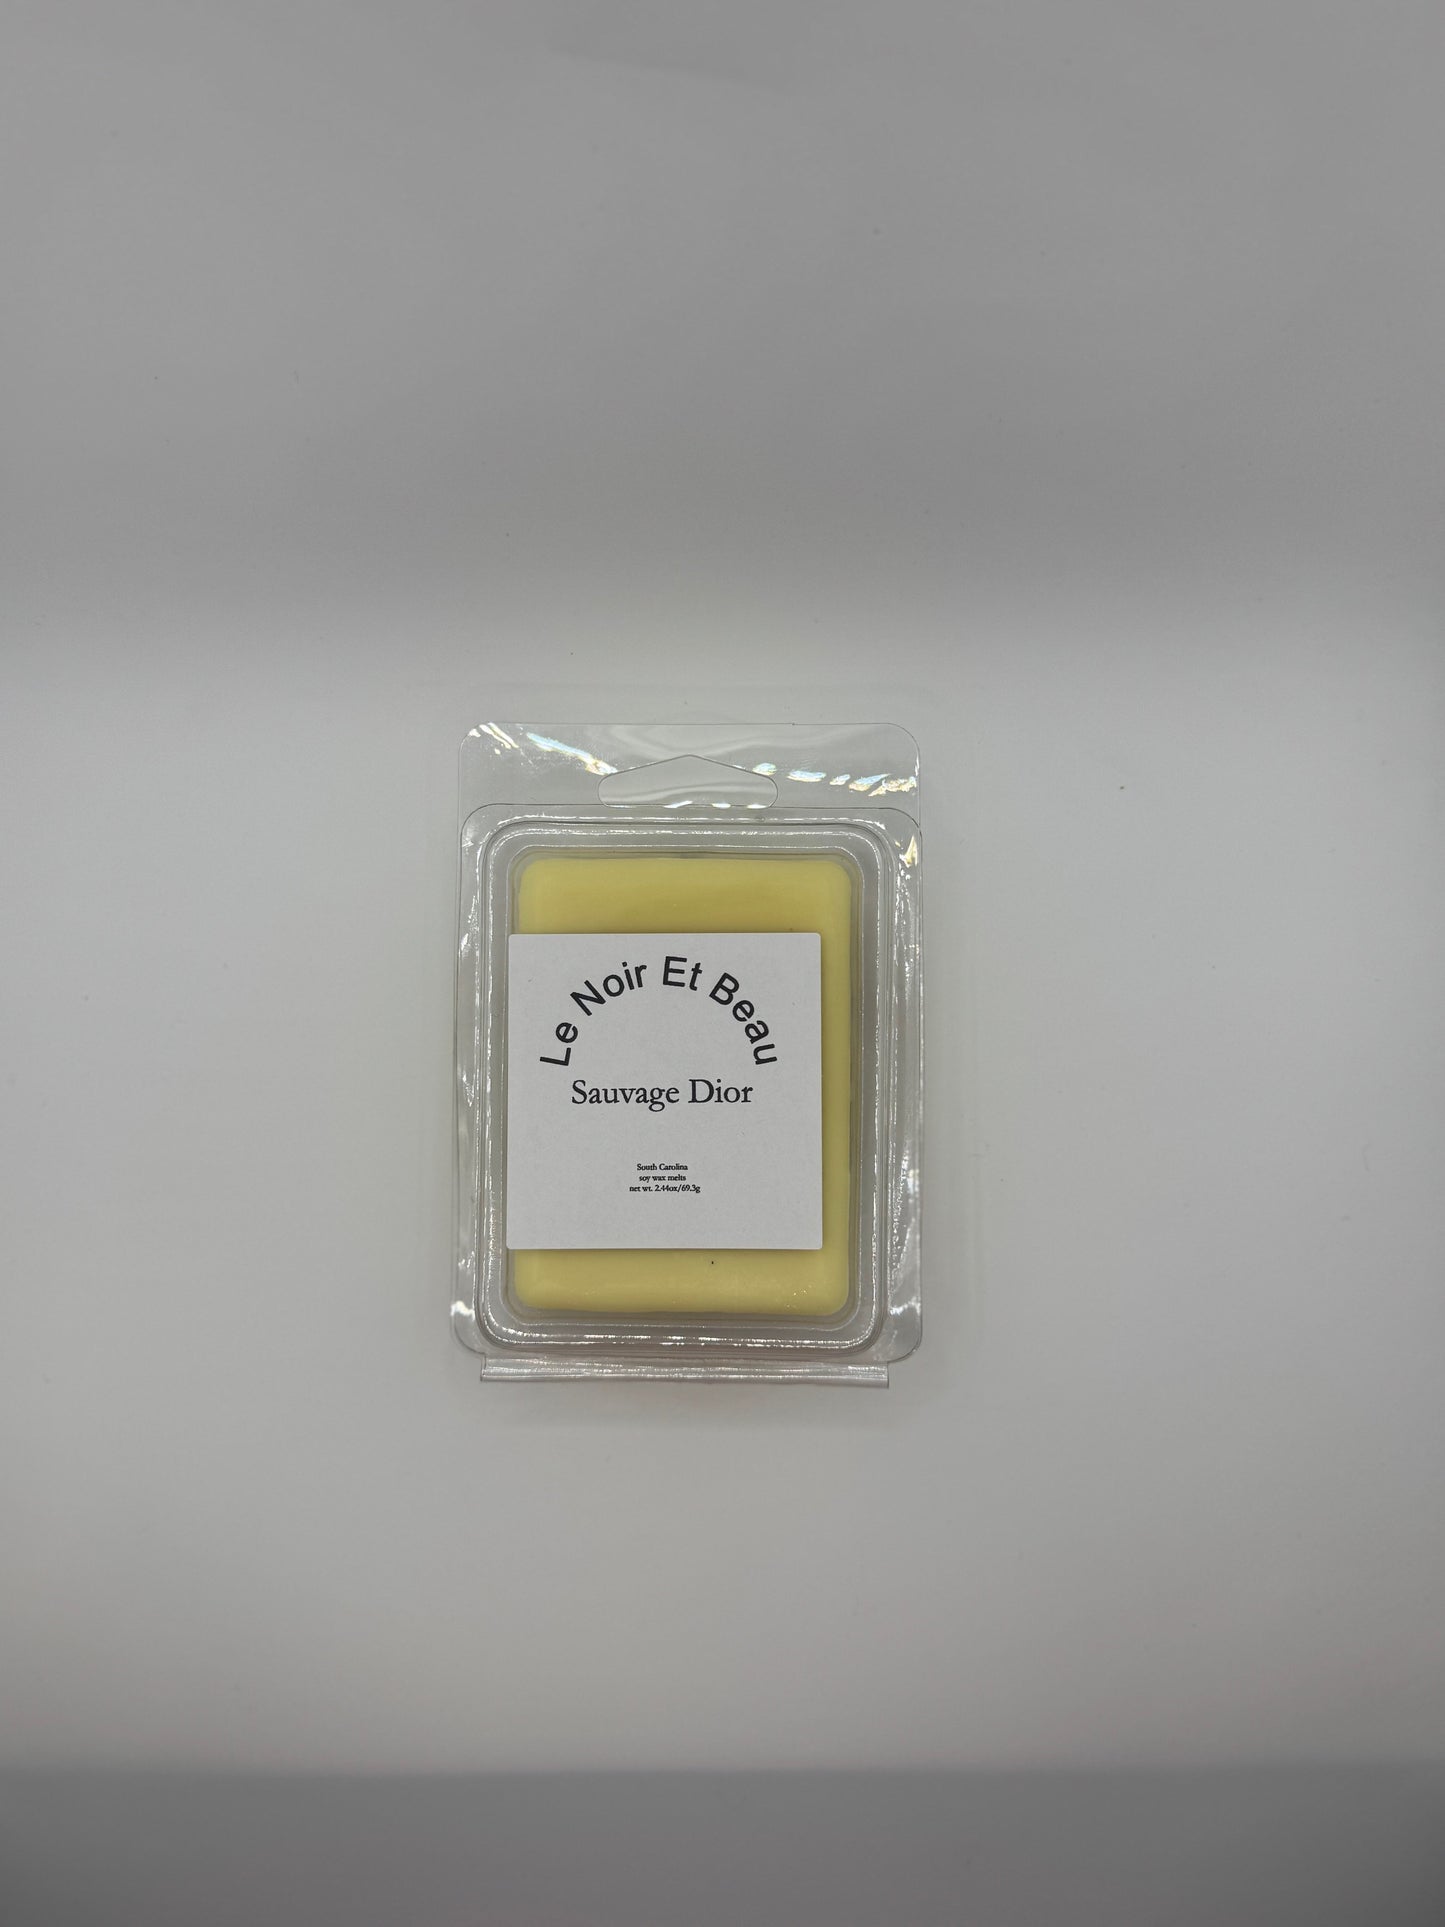 Le Noir Et Beau
Sauvage Dior
South Carolina
soy wax melts
net wt. 2.44oz/69.3g